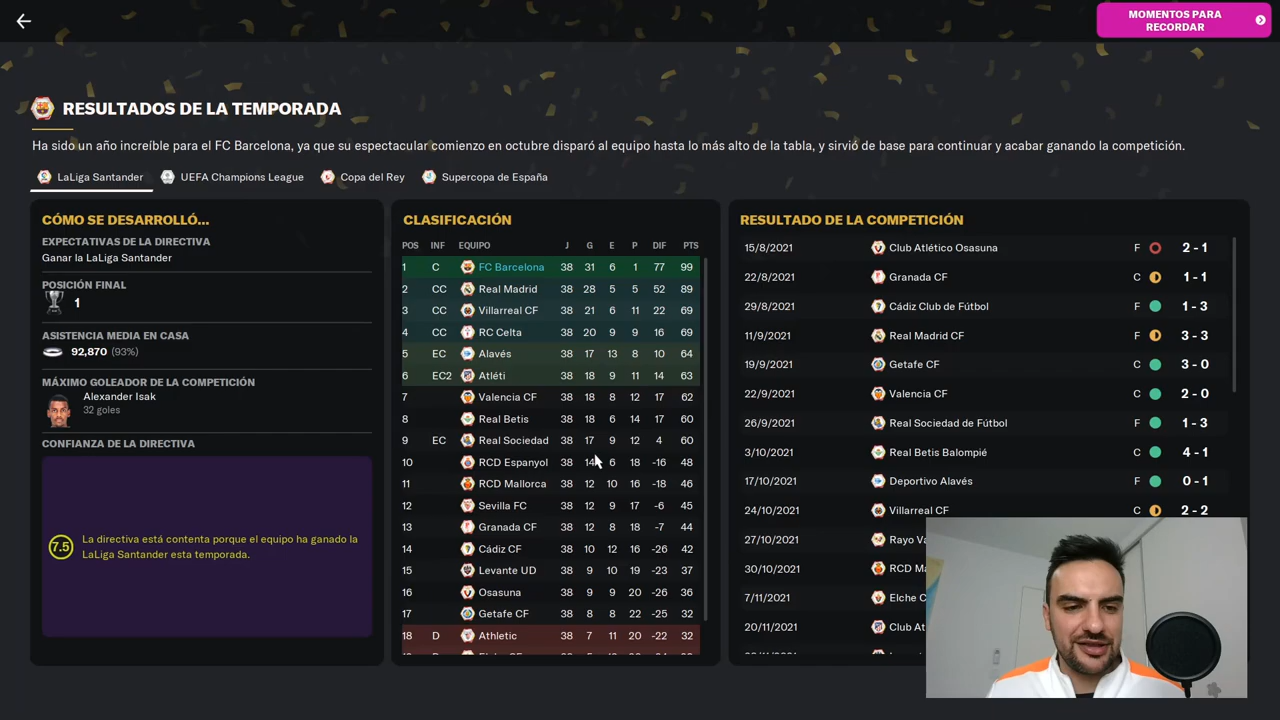 MOMENTOS PARA
RECORDAR
RESULTADOS DE LA TEMPORADA
Ha sido un año increíble para el FC Barcelona, ya que su espectacular comienzo en octubre disparó al equipo hasta lo más alto de la tabla, y sirvió de base para continuar y acabar ganando la competición.
LaLiga Santander UEFA Champions League Copa del Rey Supercopa de España
CÓMO SE DESARROLLÓ...
EXPECTATIVAS DE LA DIRECTIVA
Ganar la LaLiga Santander
POSICIÓN FINAL
1
ASISTENCIA MEDIA EN CASA
92,870 (93%)
MÁXIMO GOLEADOR DE LA COMPETICIÓN
Alexander Isak
32 goles
CONFIANZA DE LA DIRECTIVA
7.5
La directiva está contenta porque el equipo ha ganado la
LaLiga Santander esta temporada.
CLASIFICACIÓN
POS INF EQUIPO J G E P DIF PTS
1 C FC Barcelona 38 31 6 1 77 99
2 CC Real Madrid 38 28 5 5 52 89
3 CC Villarreal CF 38 21 6 11 22 69
4 CC RC Celta 38 20 9 9 16 69
5 EC Alavés 38 17 13 8 10 64
6 EC2 Atléti 38 18 9 11 14 63
7 Valencia CF 38 18 8 12 17 62
8 Real Betis 38 18 6 14 17 60
9 EC Real Sociedad 38 17 9 12 4 60
10 RCD Espanyol 38 14 6 18 -16 48
11 RCD Mallorca 38 12 10 16 -18 46
12 Sevilla FC 38 12 9 17 -6 45
13 Granada CF 38 12 8 18 -7 44
14 Cádiz CF 38 10 12 16 -26 42
15 Levante UD 38 9 10 19 -23 37
16 Osasuna 38 9 9 20 -26 36
17 Getafe CF 38 8 8 22 -25 32
18 D Athletic 38 7 11 20 -22 32
RESULTADO DE LA COMPETICIÓN
15/8/2021 Club Atlético Osasuna F 2 - 1
22/8/2021 Granada CF C 1 - 1
29/8/2021 Cádiz Club de Fútbol F 1 - 3
11/9/2021 Real Madrid CF F 3 - 3
19/9/2021 Getafe CF C 3 - 0
22/9/2021 Valencia CF C 2 - 0
26/9/2021 Real Sociedad de Fútbol F 1 - 3
3/10/2021 Real Betis Balompié C 4 - 1
17/10/2021 Deportivo Alavés F 0 - 1
24/10/2021 Villarreal CF C 2 - 2
27/10/2021 Rayo Va
30/10/2021 RCD Ma
7/11/2021 Elche C
20/11/2021 Club At